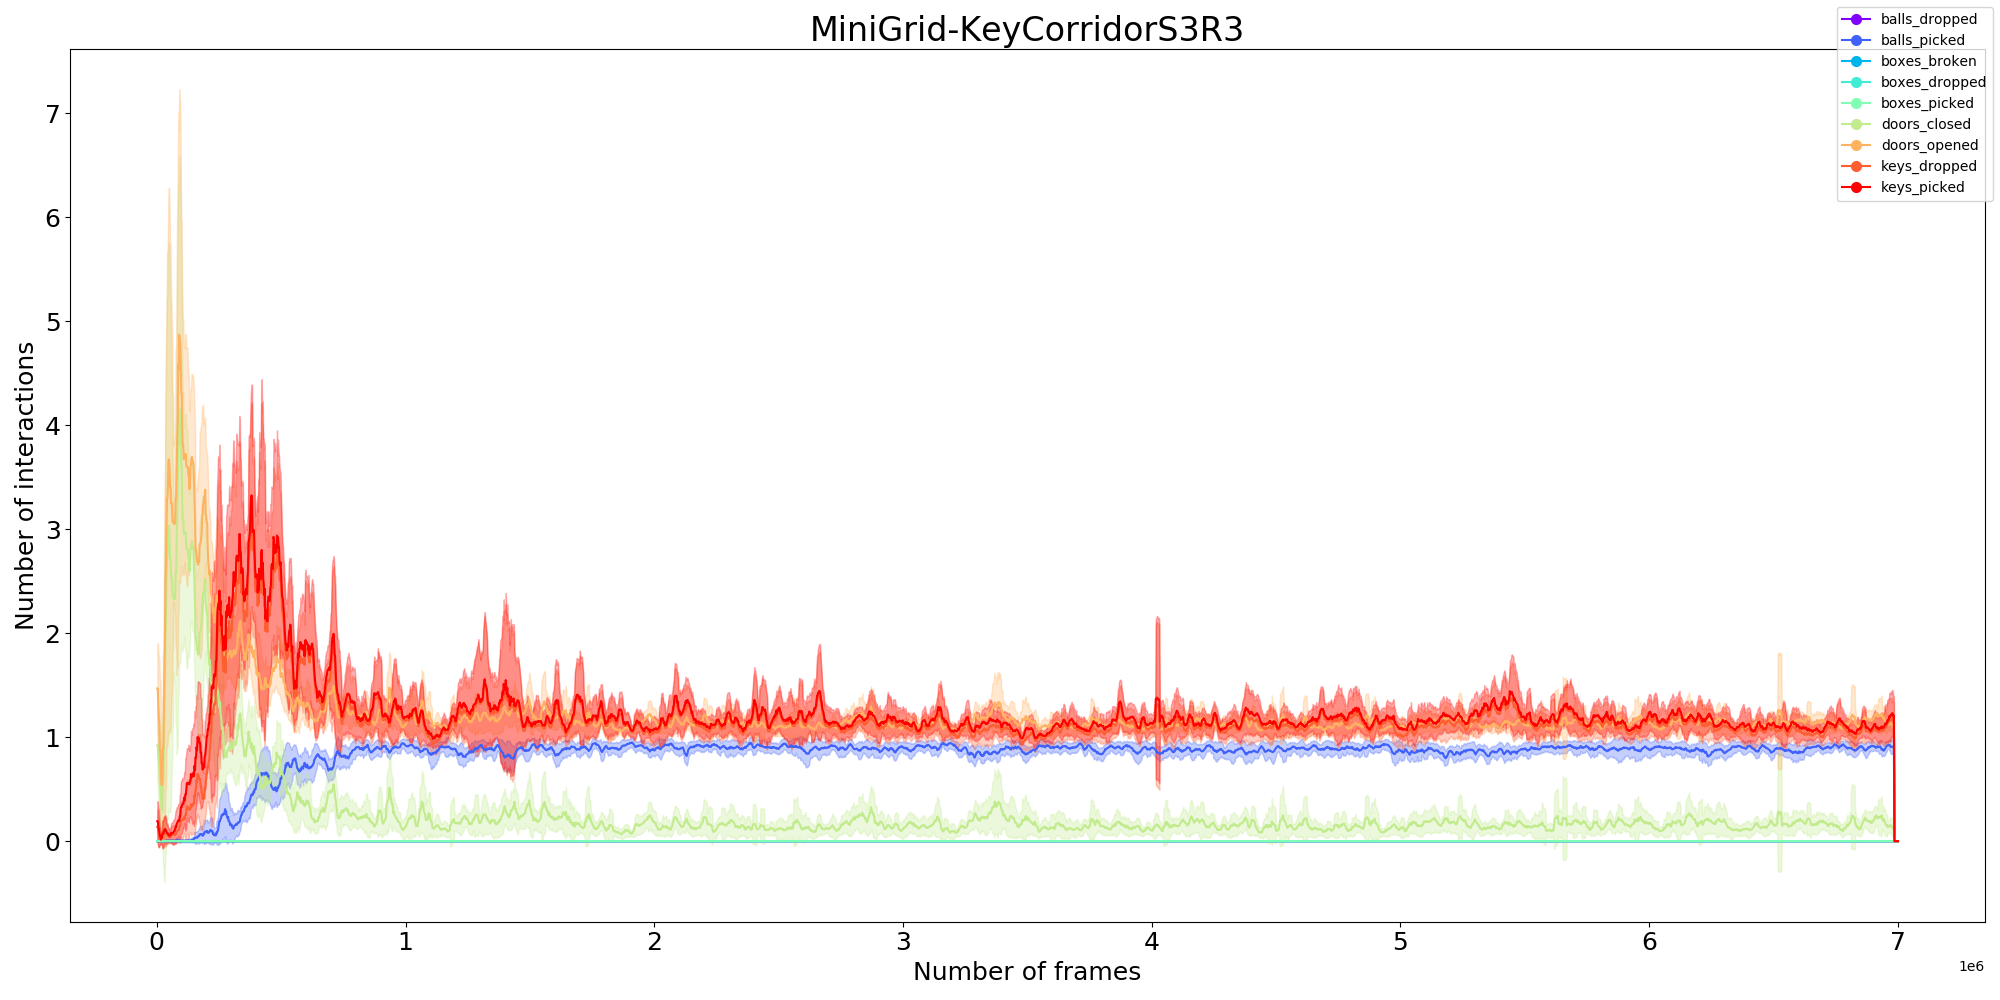 MiniGrid-KeyCorridorS3R3
balls_dropped
balls_picked
boxes_broken
boxes_dropped
boxes_picked
doors_closed
doors_opened
keys_dropped
keys_picked
Number of interactions
7
6
5
4
3
2
1
0
0 1 2 3 4 5 6 7
1e6
Number of frames